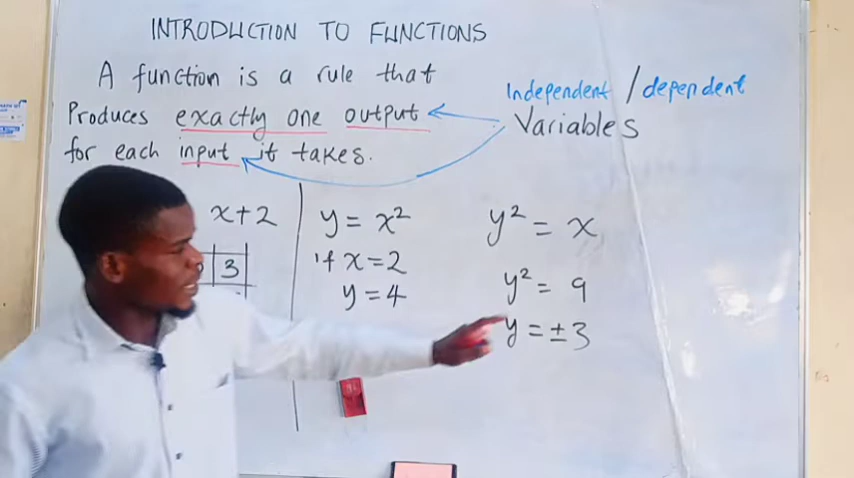 INTRODUCTION TO FUNCTIONS
A function is a rule that
Produces exactly one output
for each input it takes.
Independent / dependent
Variables
x+2
3
y = x²
if x=2
y = 4
y² = x
y² = 9
y = ±3